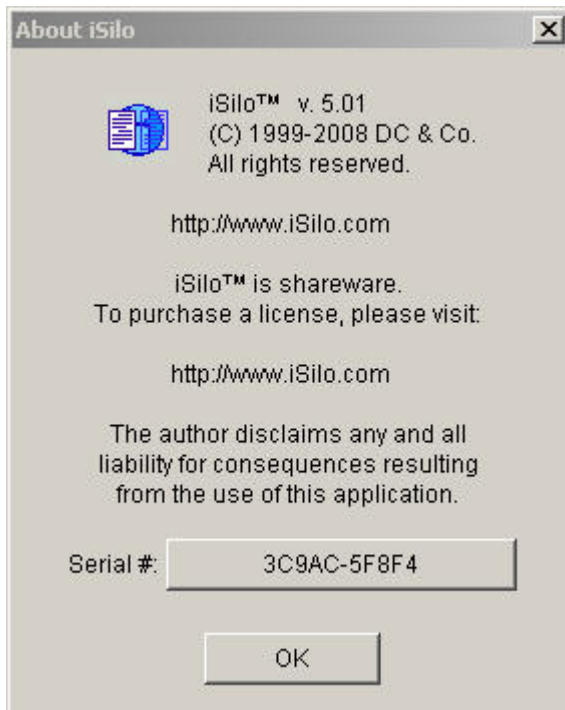 About iSilo
iSilo™ v. 5.01
(C) 1999-2008 DC & Co.
All rights reserved.
http://www.iSilo.com
iSilo™ is shareware.
To purchase a license, please visit:
http://www.iSilo.com
The author disclaims any and all
liability for consequences resulting
from the use of this application.
Serial #: 3C9AC-5F8F4
OK